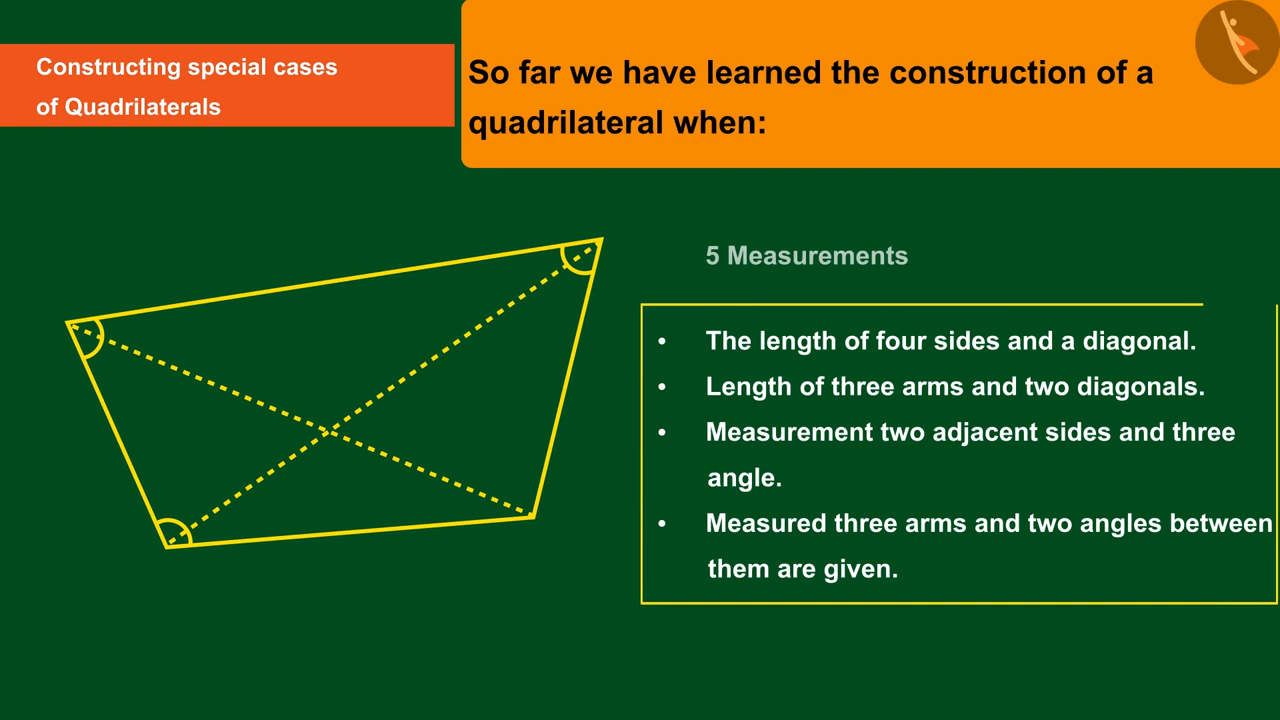 Constructing special cases
of Quadrilaterals
So far we have learned the construction of a
quadrilateral when:
5 Measurements
• The length of four sides and a diagonal.
• Length of three arms and two diagonals.
• Measurement two adjacent sides and three
angle.
• Measured three arms and two angles between
them are given.